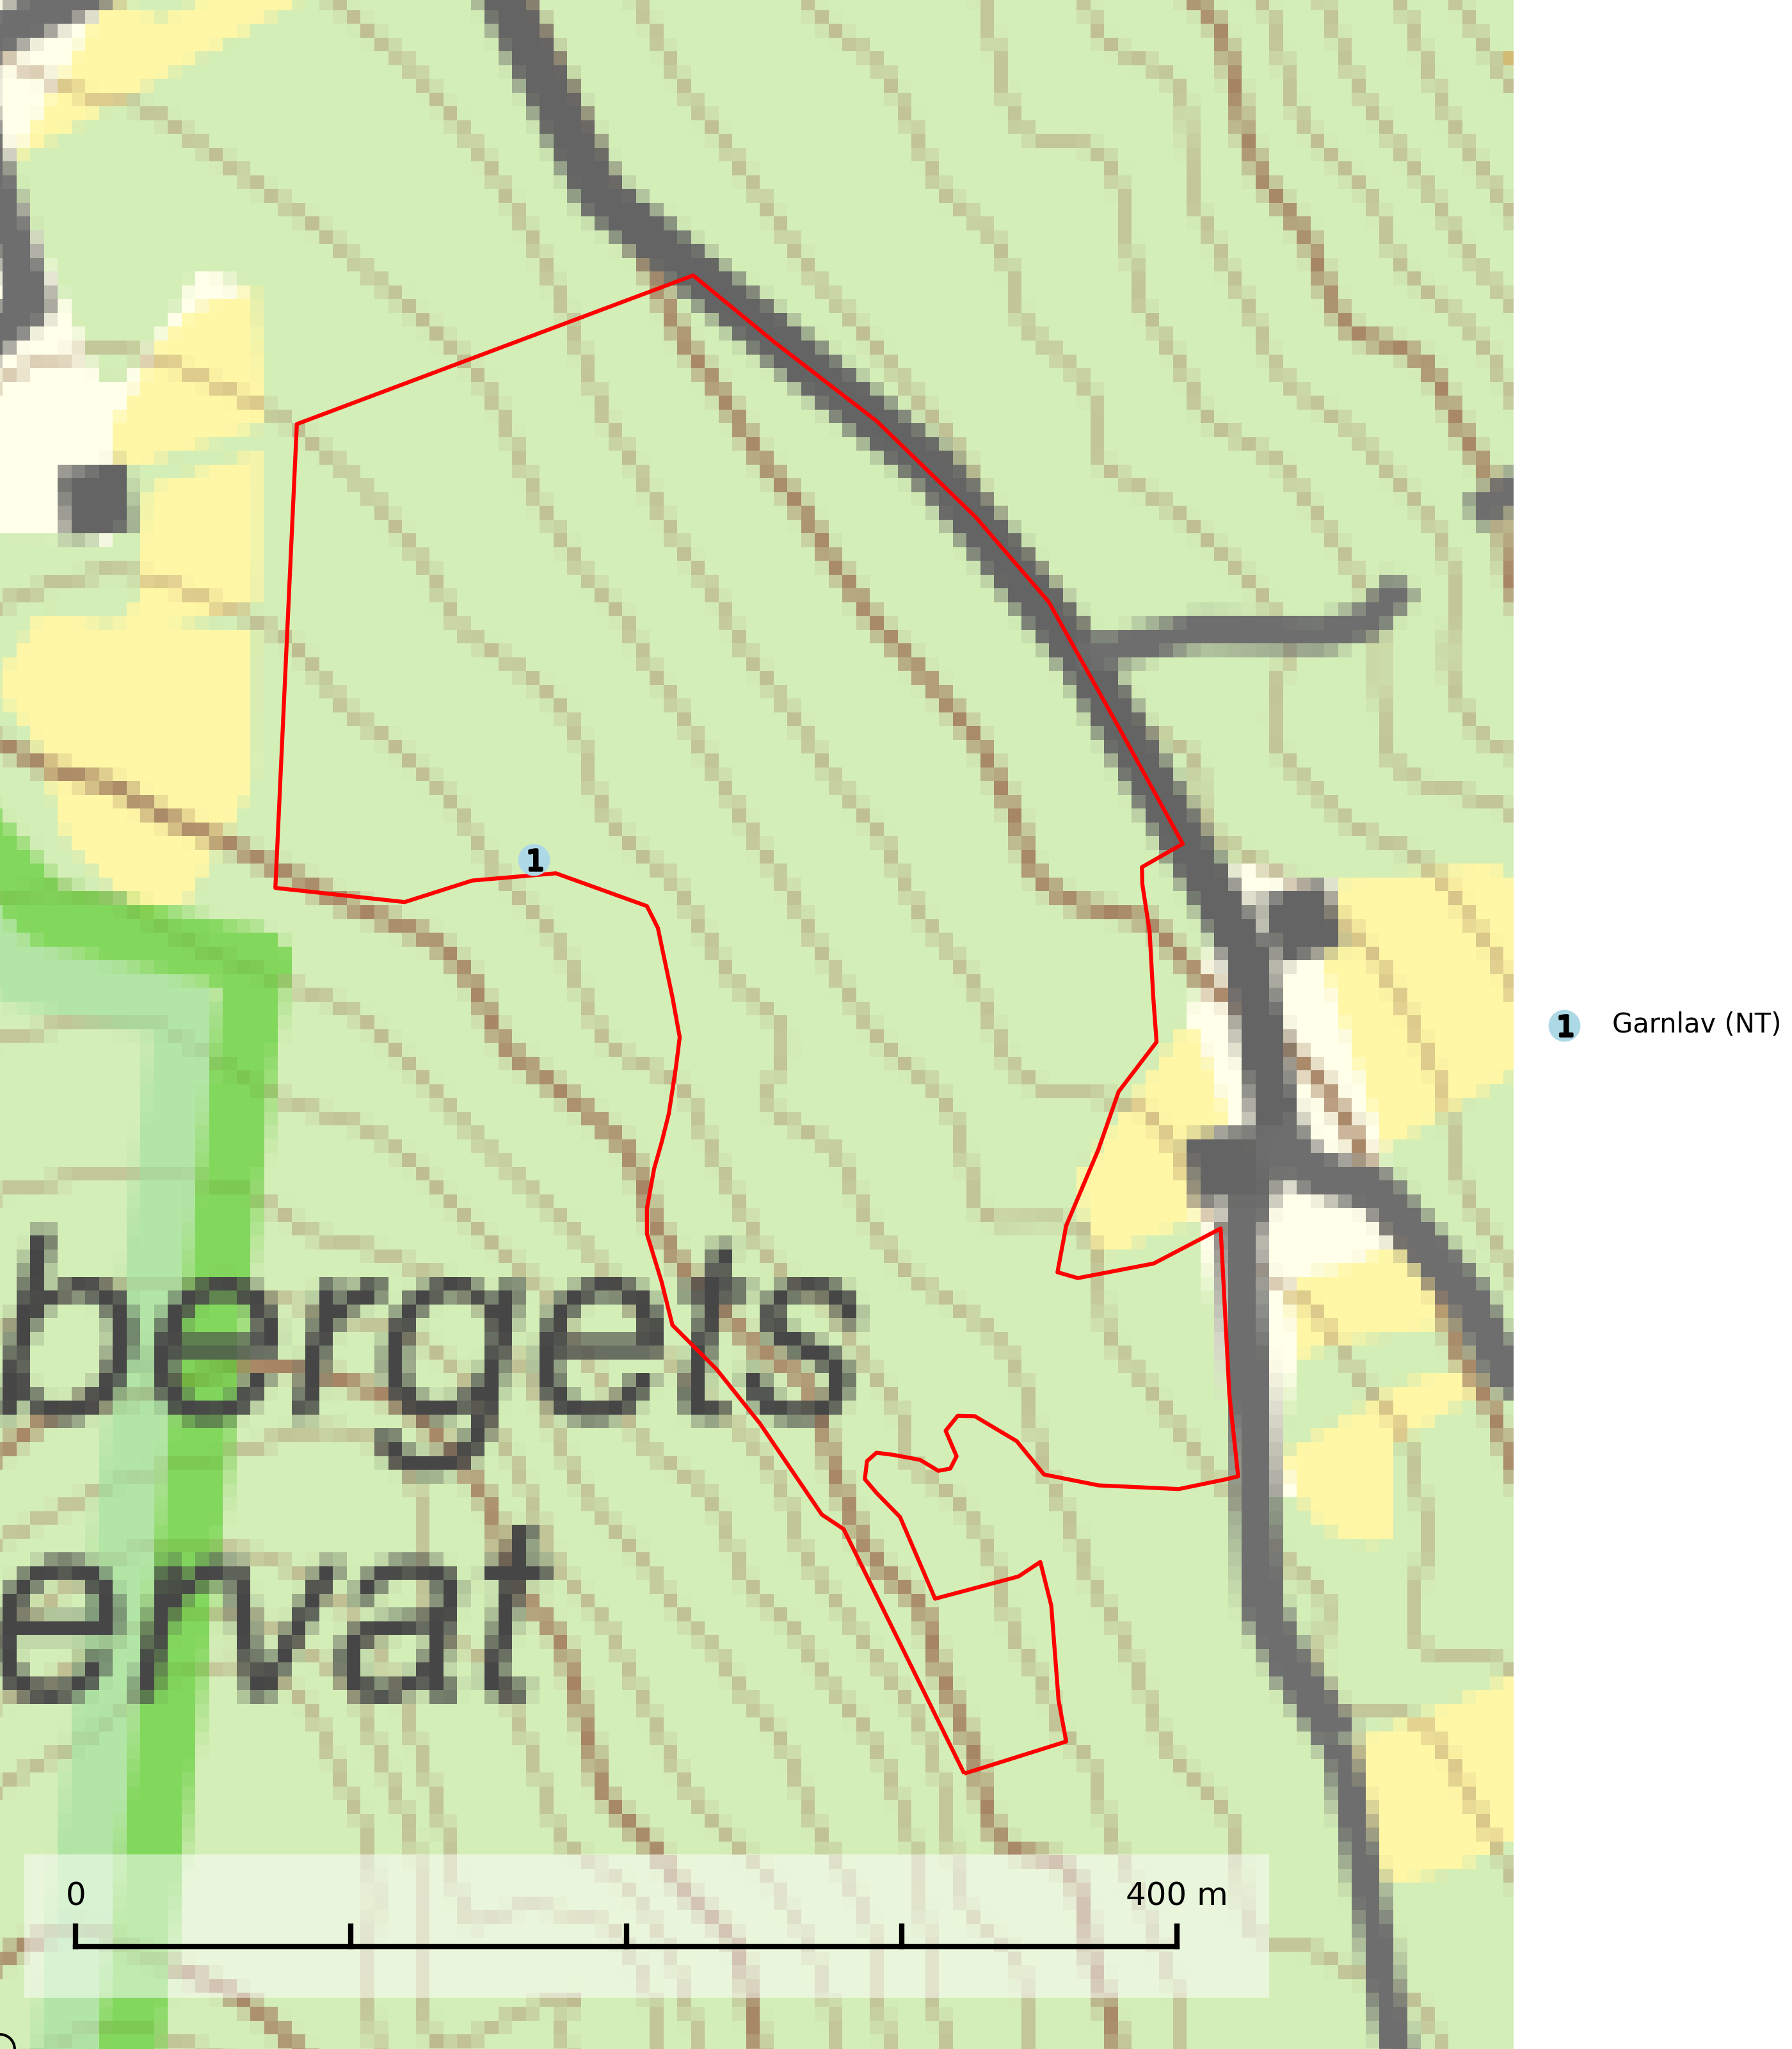 1
1 Garnlav (NT)
bergets
ervat
0 400 m